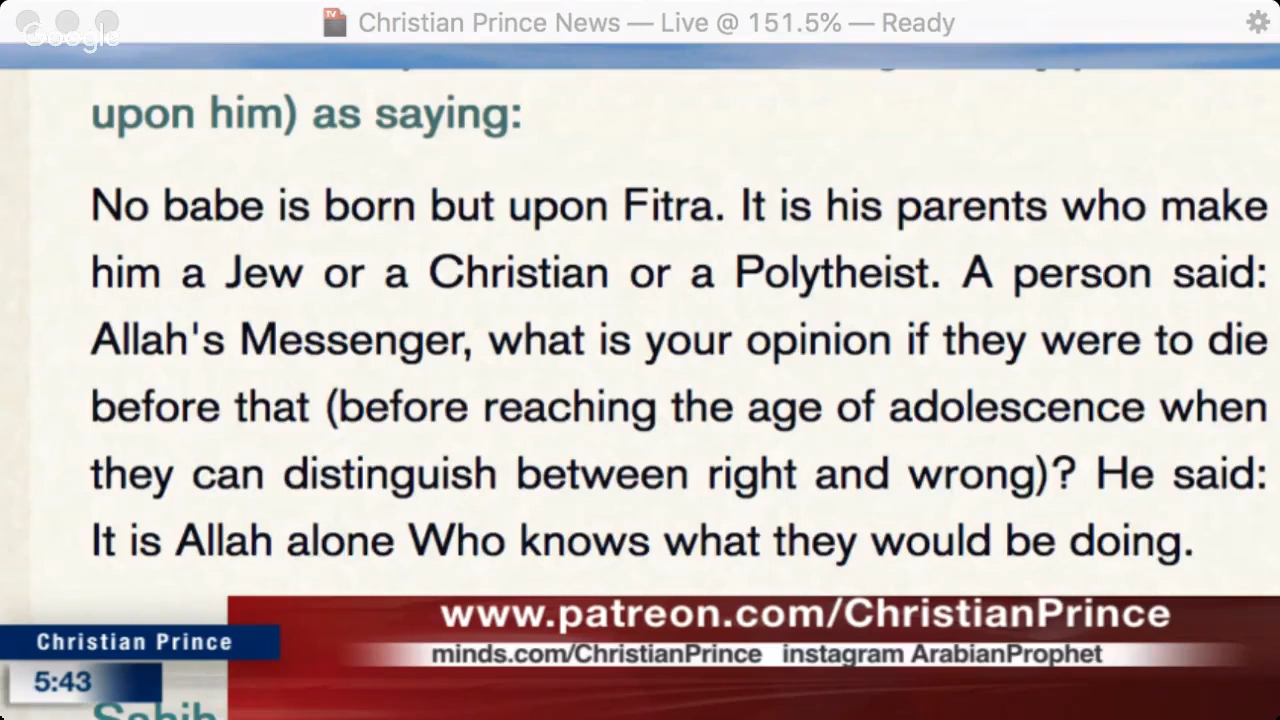 Christian Prince News — Live @ 151.5% — Ready
Google
upon him) as saying:
No babe is born but upon Fitra. It is his parents who make
him a Jew or a Christian or a Polytheist. A person said:
Allah's Messenger, what is your opinion if they were to die
before that (before reaching the age of adolescence when
they can distinguish between right and wrong)? He said:
It is Allah alone Who knows what they would be doing.
www.patreon.com/ChristianPrince
Christian Prince
minds.com/ChristianPrince instagram ArabianProphet
5:43